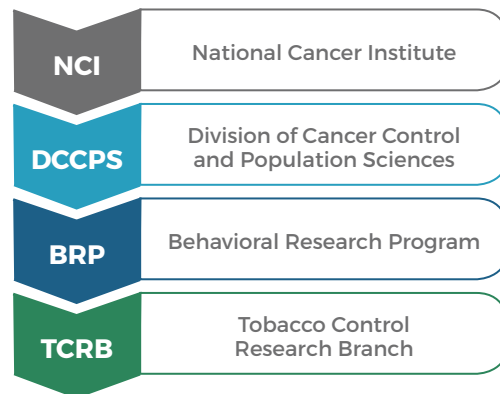 NCI
National Cancer Institute
DCCPS
Division of Cancer Control
and Population Sciences
BRP
Behavioral Research Program
TCRB
Tobacco Control
Research Branch